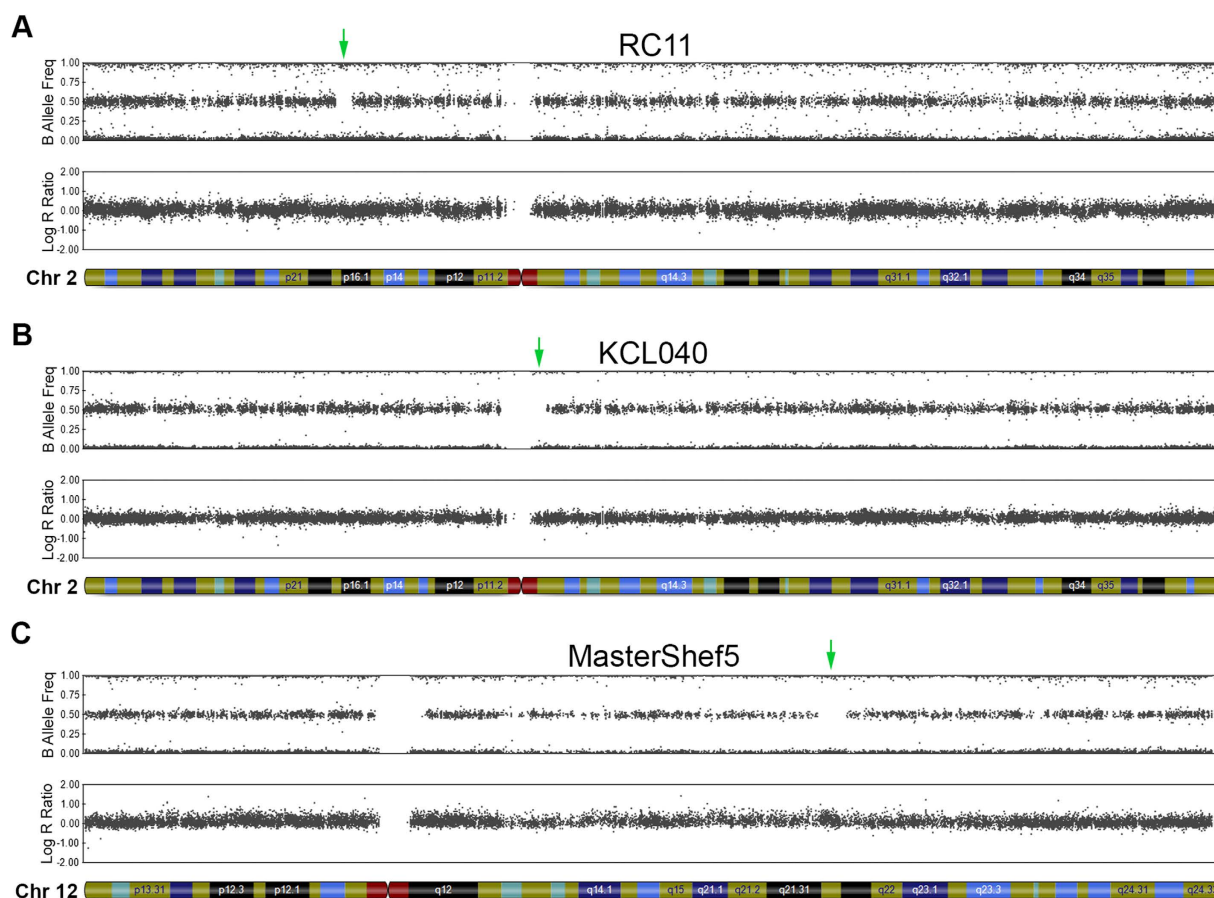 A
RC11
B Allele Freq
1.00
0.75
0.50
0.25
0.00
Log R Ratio
2.00
1.00
0.00
-1.00
-2.00
Chr 2
p21 p16.1 p14 p12 p11.2 q14.3 q31.1 q32.1 q34 q35
B
KCL040
B Allele Freq
1.00
0.75
0.50
0.25
0.00
Log R Ratio
2.00
1.00
0.00
-1.00
-2.00
Chr 2
p21 p16.1 p14 p12 p11.2 q14.3 q31.1 q32.1 q34 q35
C
MasterShef5
B Allele Freq
1.00
0.75
0.50
0.25
0.00
Log R Ratio
2.00
1.00
0.00
-1.00
-2.00
Chr 12
p13.31 p12.3 p12.1 q12 q14.1 q15 q21.1 q21.2 q21.31 q22 q23.1 q23.3 q24.31